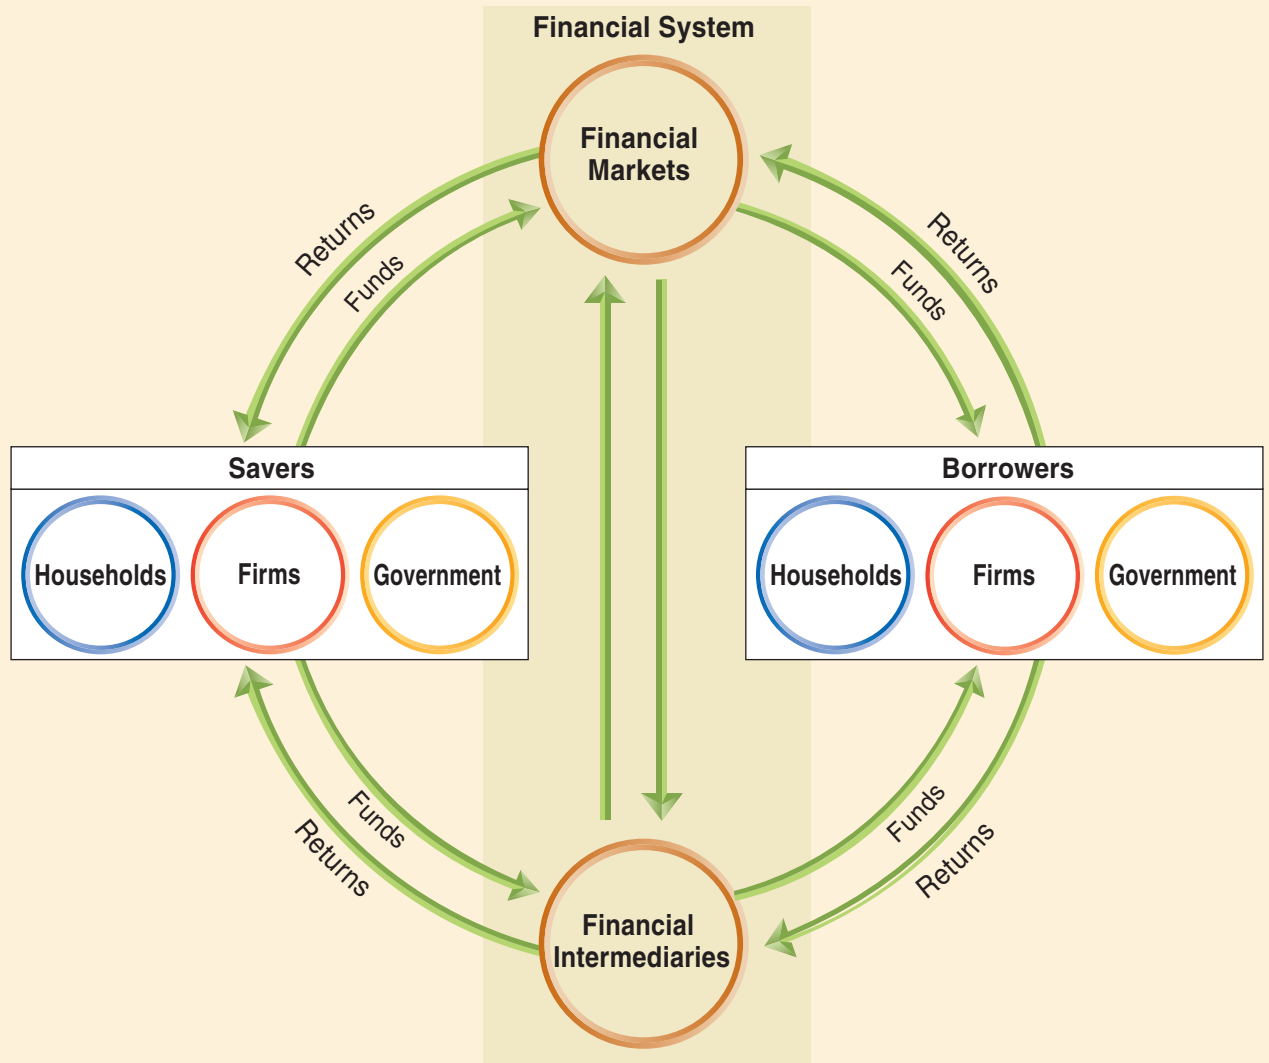 Financial System
Financial
Markets
Returns
Funds
Returns
Funds
Savers
Households
Firms
Government
Borrowers
Households
Firms
Government
Funds
Returns
Funds
Returns
Financial
Intermediaries